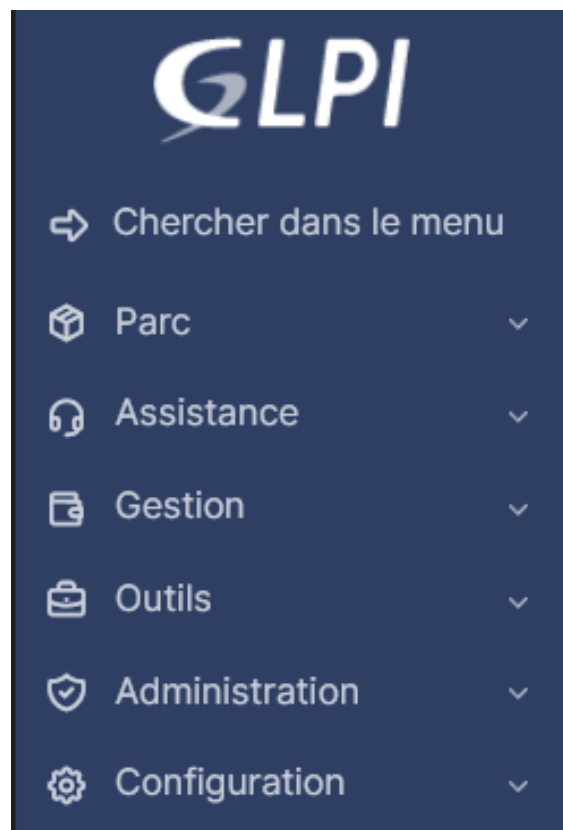 GLPI
Chercher dans le menu
Parc
Assistance
Gestion
Outils
Administration
Configuration